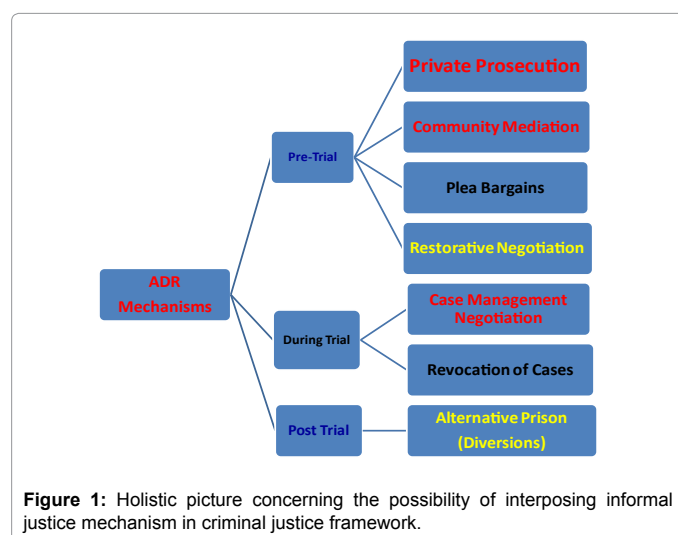 Private Prosecution
Community Mediation
Pre-Trial
Plea Bargains
Restorative Negotiation
ADR
Mechanisms
Case Management
Negotiation
During Trial
Revocation of Cases
Post Trial
Alternative Prison
(Diversions)
Figure 1: Holistic picture concerning the possibility of interposing informal
justice mechanism in criminal justice framework.